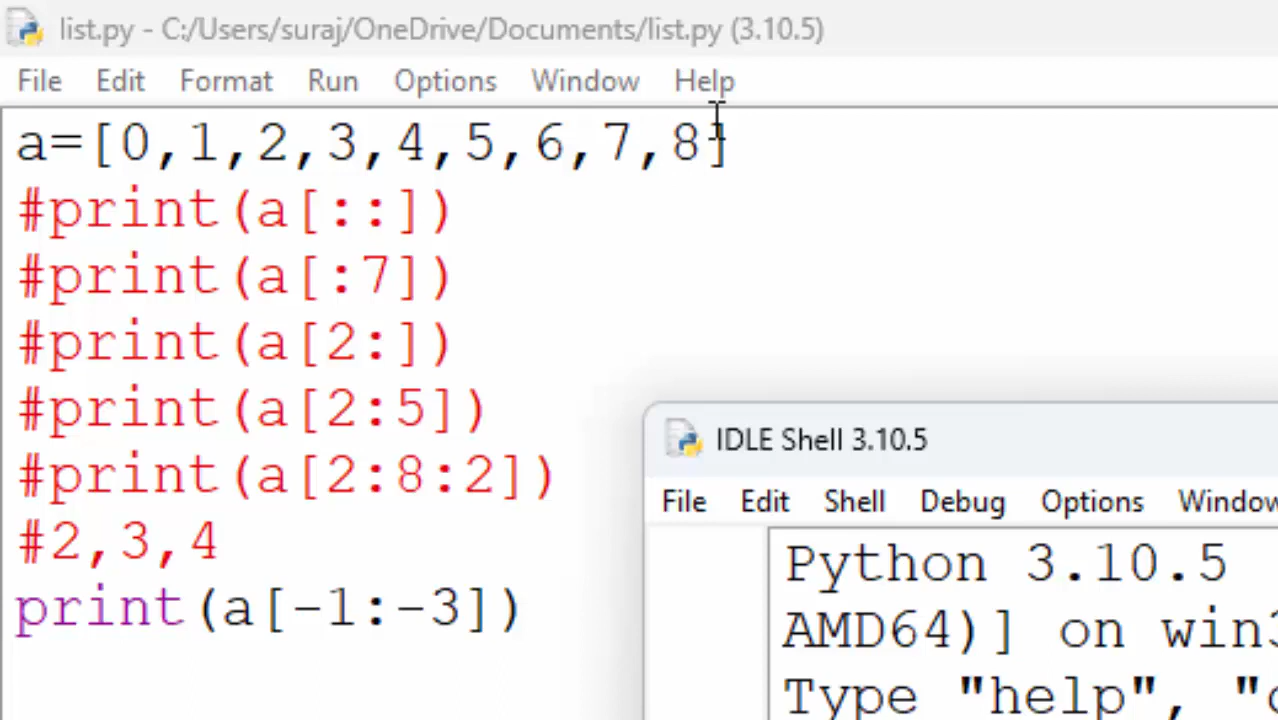 list.py - C:/Users/suraj/OneDrive/Documents/list.py (3.10.5)
File Edit Format Run Options Window Help
a=[0,1,2,3,4,5,6,7,8]
#print(a[::])
#print(a[:7])
#print(a[2:])
#print(a[2:5])
#print(a[2:8:2])
#2,3,4
print(a[-1:-3])
IDLE Shell 3.10.5
File Edit Shell Debug Options Window
Python 3.10.5
AMD64)] on win3
Type "help", "c